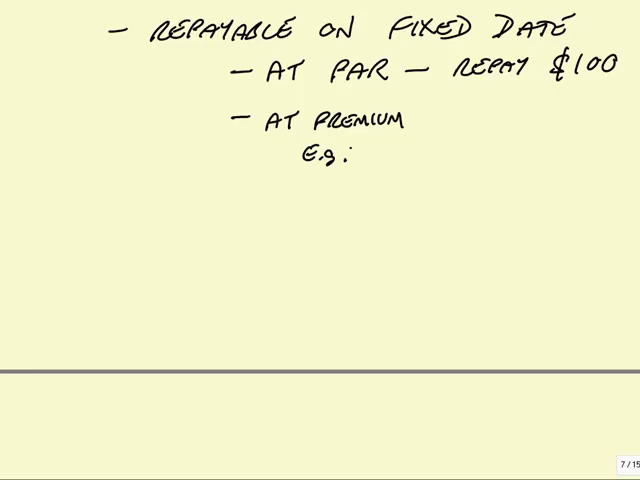 - REPAYABLE ON FIXED DATE
- AT PAR - REPAY $100
- AT PREMIUM
E.g:
7 / 15